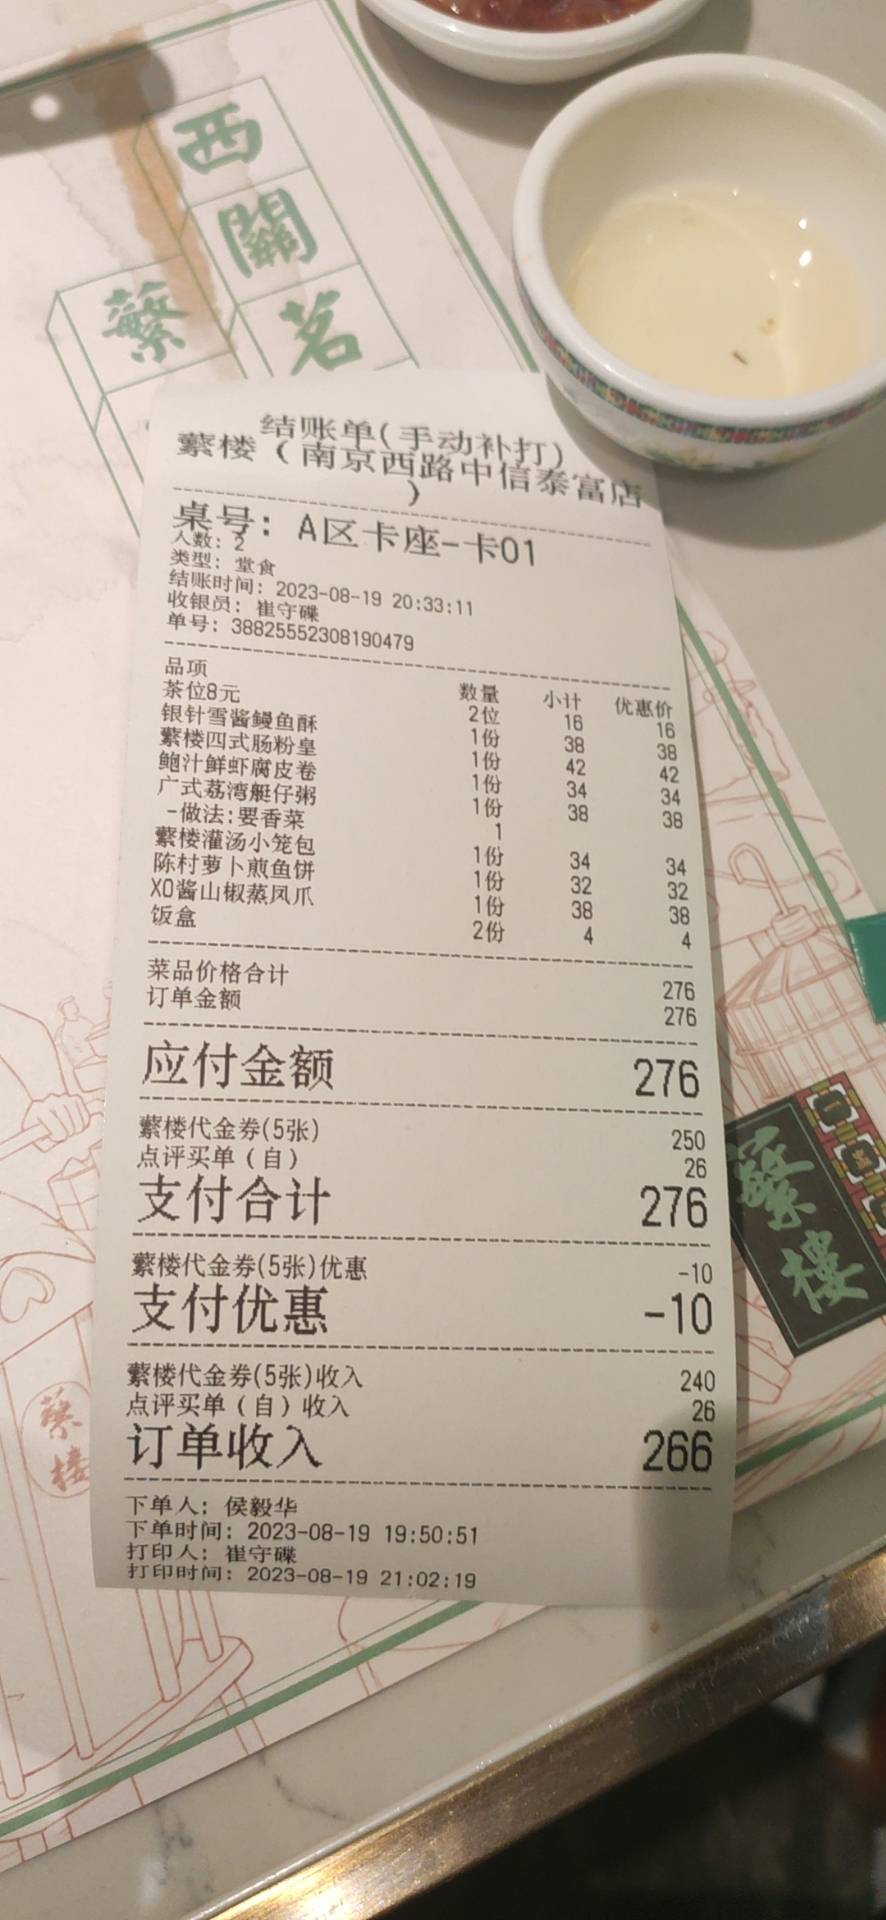 西
關
茗
蘩
结账单(手动补打)
蘩楼(南京西路中信泰富店
)
桌号: A区卡座-卡01
人数: 2
类型: 堂食
结账时间: 2023-08-19 20:33:11
收银员: 崔守碟
单号: 38825552308190479
品项 数量 小计 优惠价
茶位8元 2位 16 16
银针雪酱鳗鱼酥 1份 38 38
蘩楼四式肠粉皇 1份 42 42
鲍汁鲜虾腐皮卷 1份 34 34
广式荔湾艇仔粥 1份 38 38
-做法:要香菜 1
蘩楼灌汤小笼包 1份 34 34
陈村萝卜煎鱼饼 1份 32 32
XO酱山椒蒸凤爪 1份 38 38
饭盒 2份 4 4
菜品价格合计 276
订单金额 276
应付金额 276
蘩楼代金券(5张) 250
点评买单(自) 26
支付合计 276
蘩楼代金券(5张)优惠 -10
支付优惠 -10
蘩楼代金券(5张)收入 240
点评买单(自)收入 26
订单收入 266
下单人: 侯毅华
下单时间: 2023-08-19 19:50:51
打印人: 崔守碟
打印时间: 2023-08-19 21:02:19
蘩樓
蘩樓